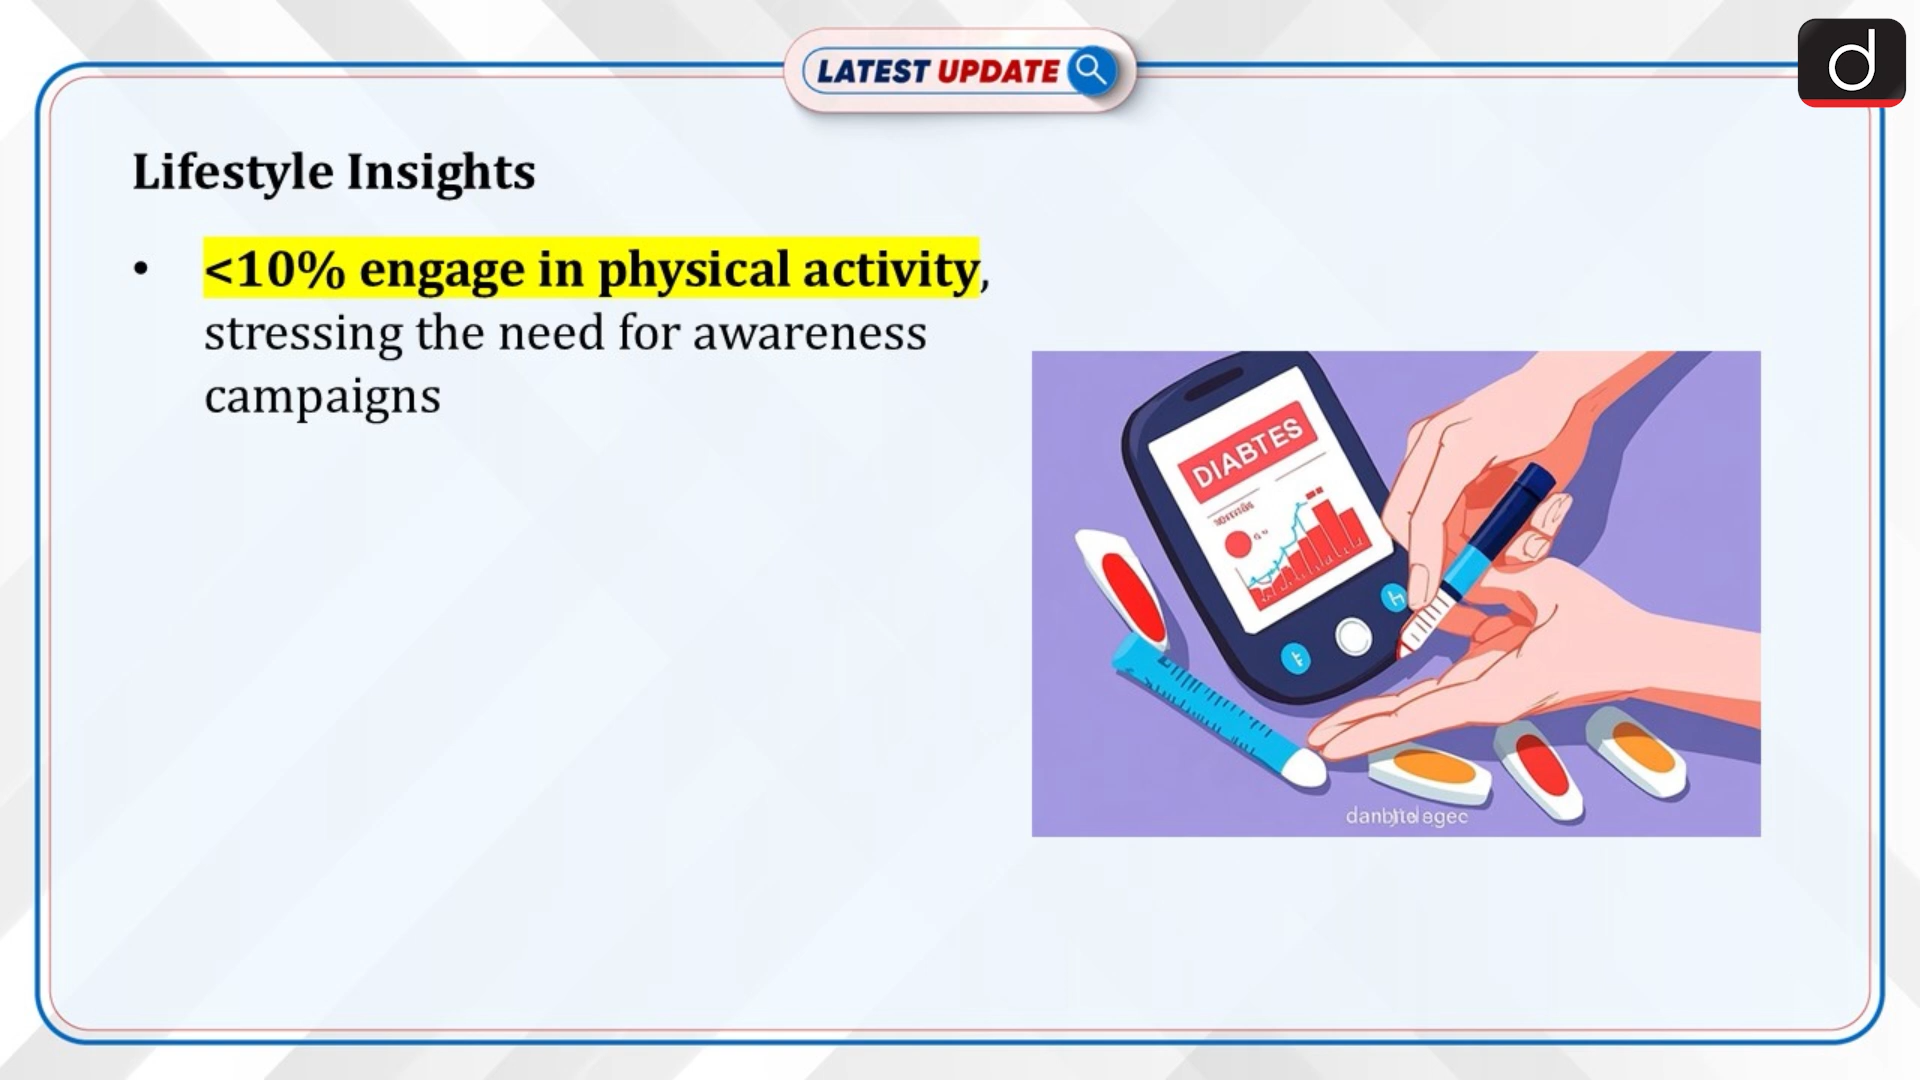 LATEST UPDATE
d
Lifestyle Insights
• <10% engage in physical activity,
stressing the need for awareness
campaigns
DIABTES